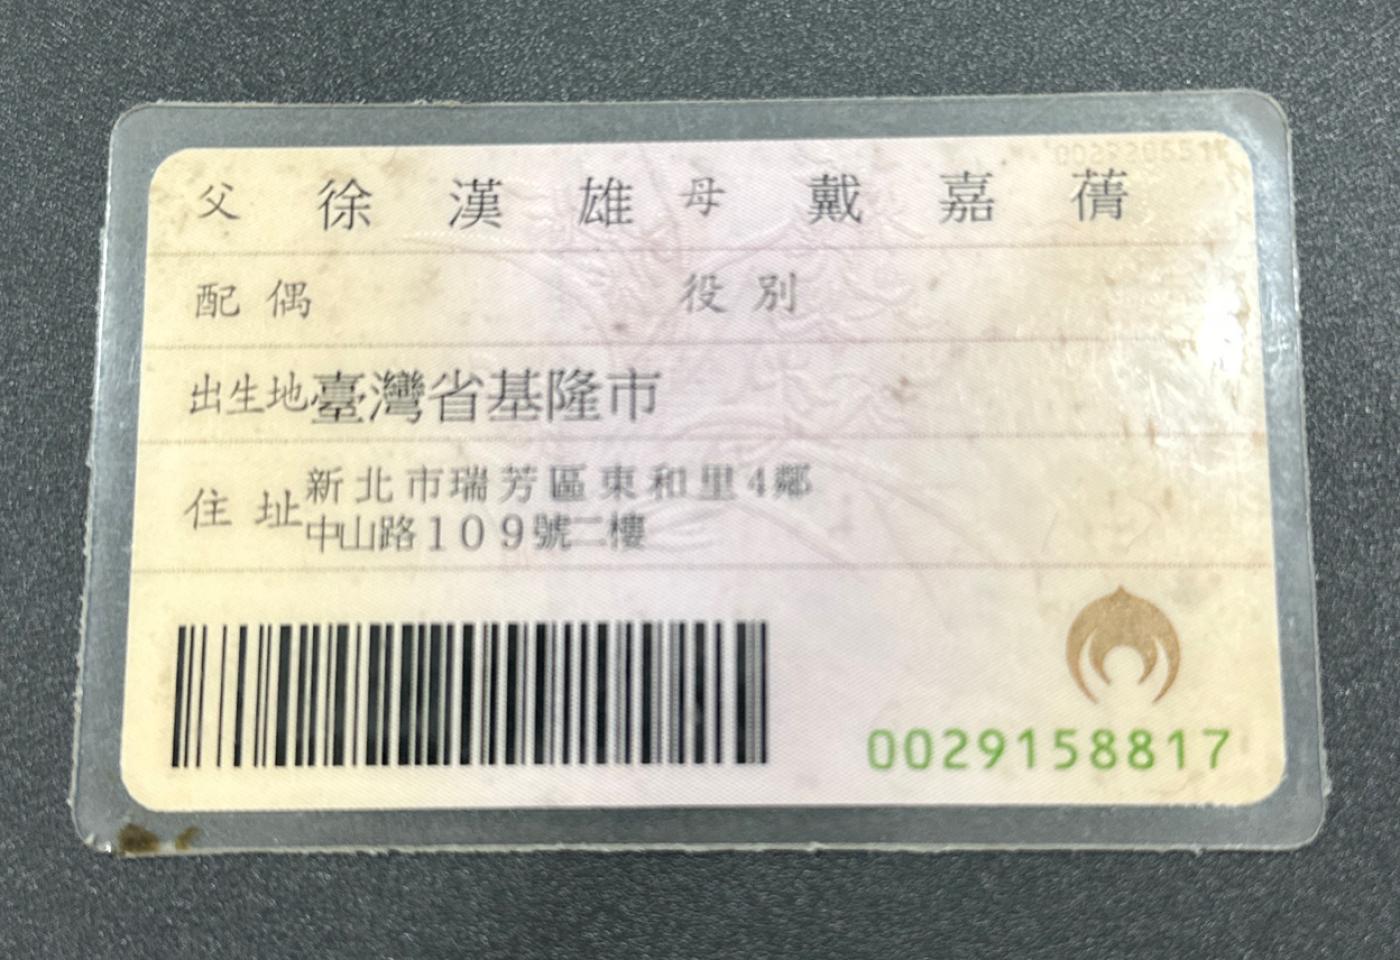 父 徐漢雄 母 戴嘉蒨
配偶 役別
出生地 臺灣省基隆市
住址 新北市瑞芳區東和里4鄰
中山路109號二樓
0029158817